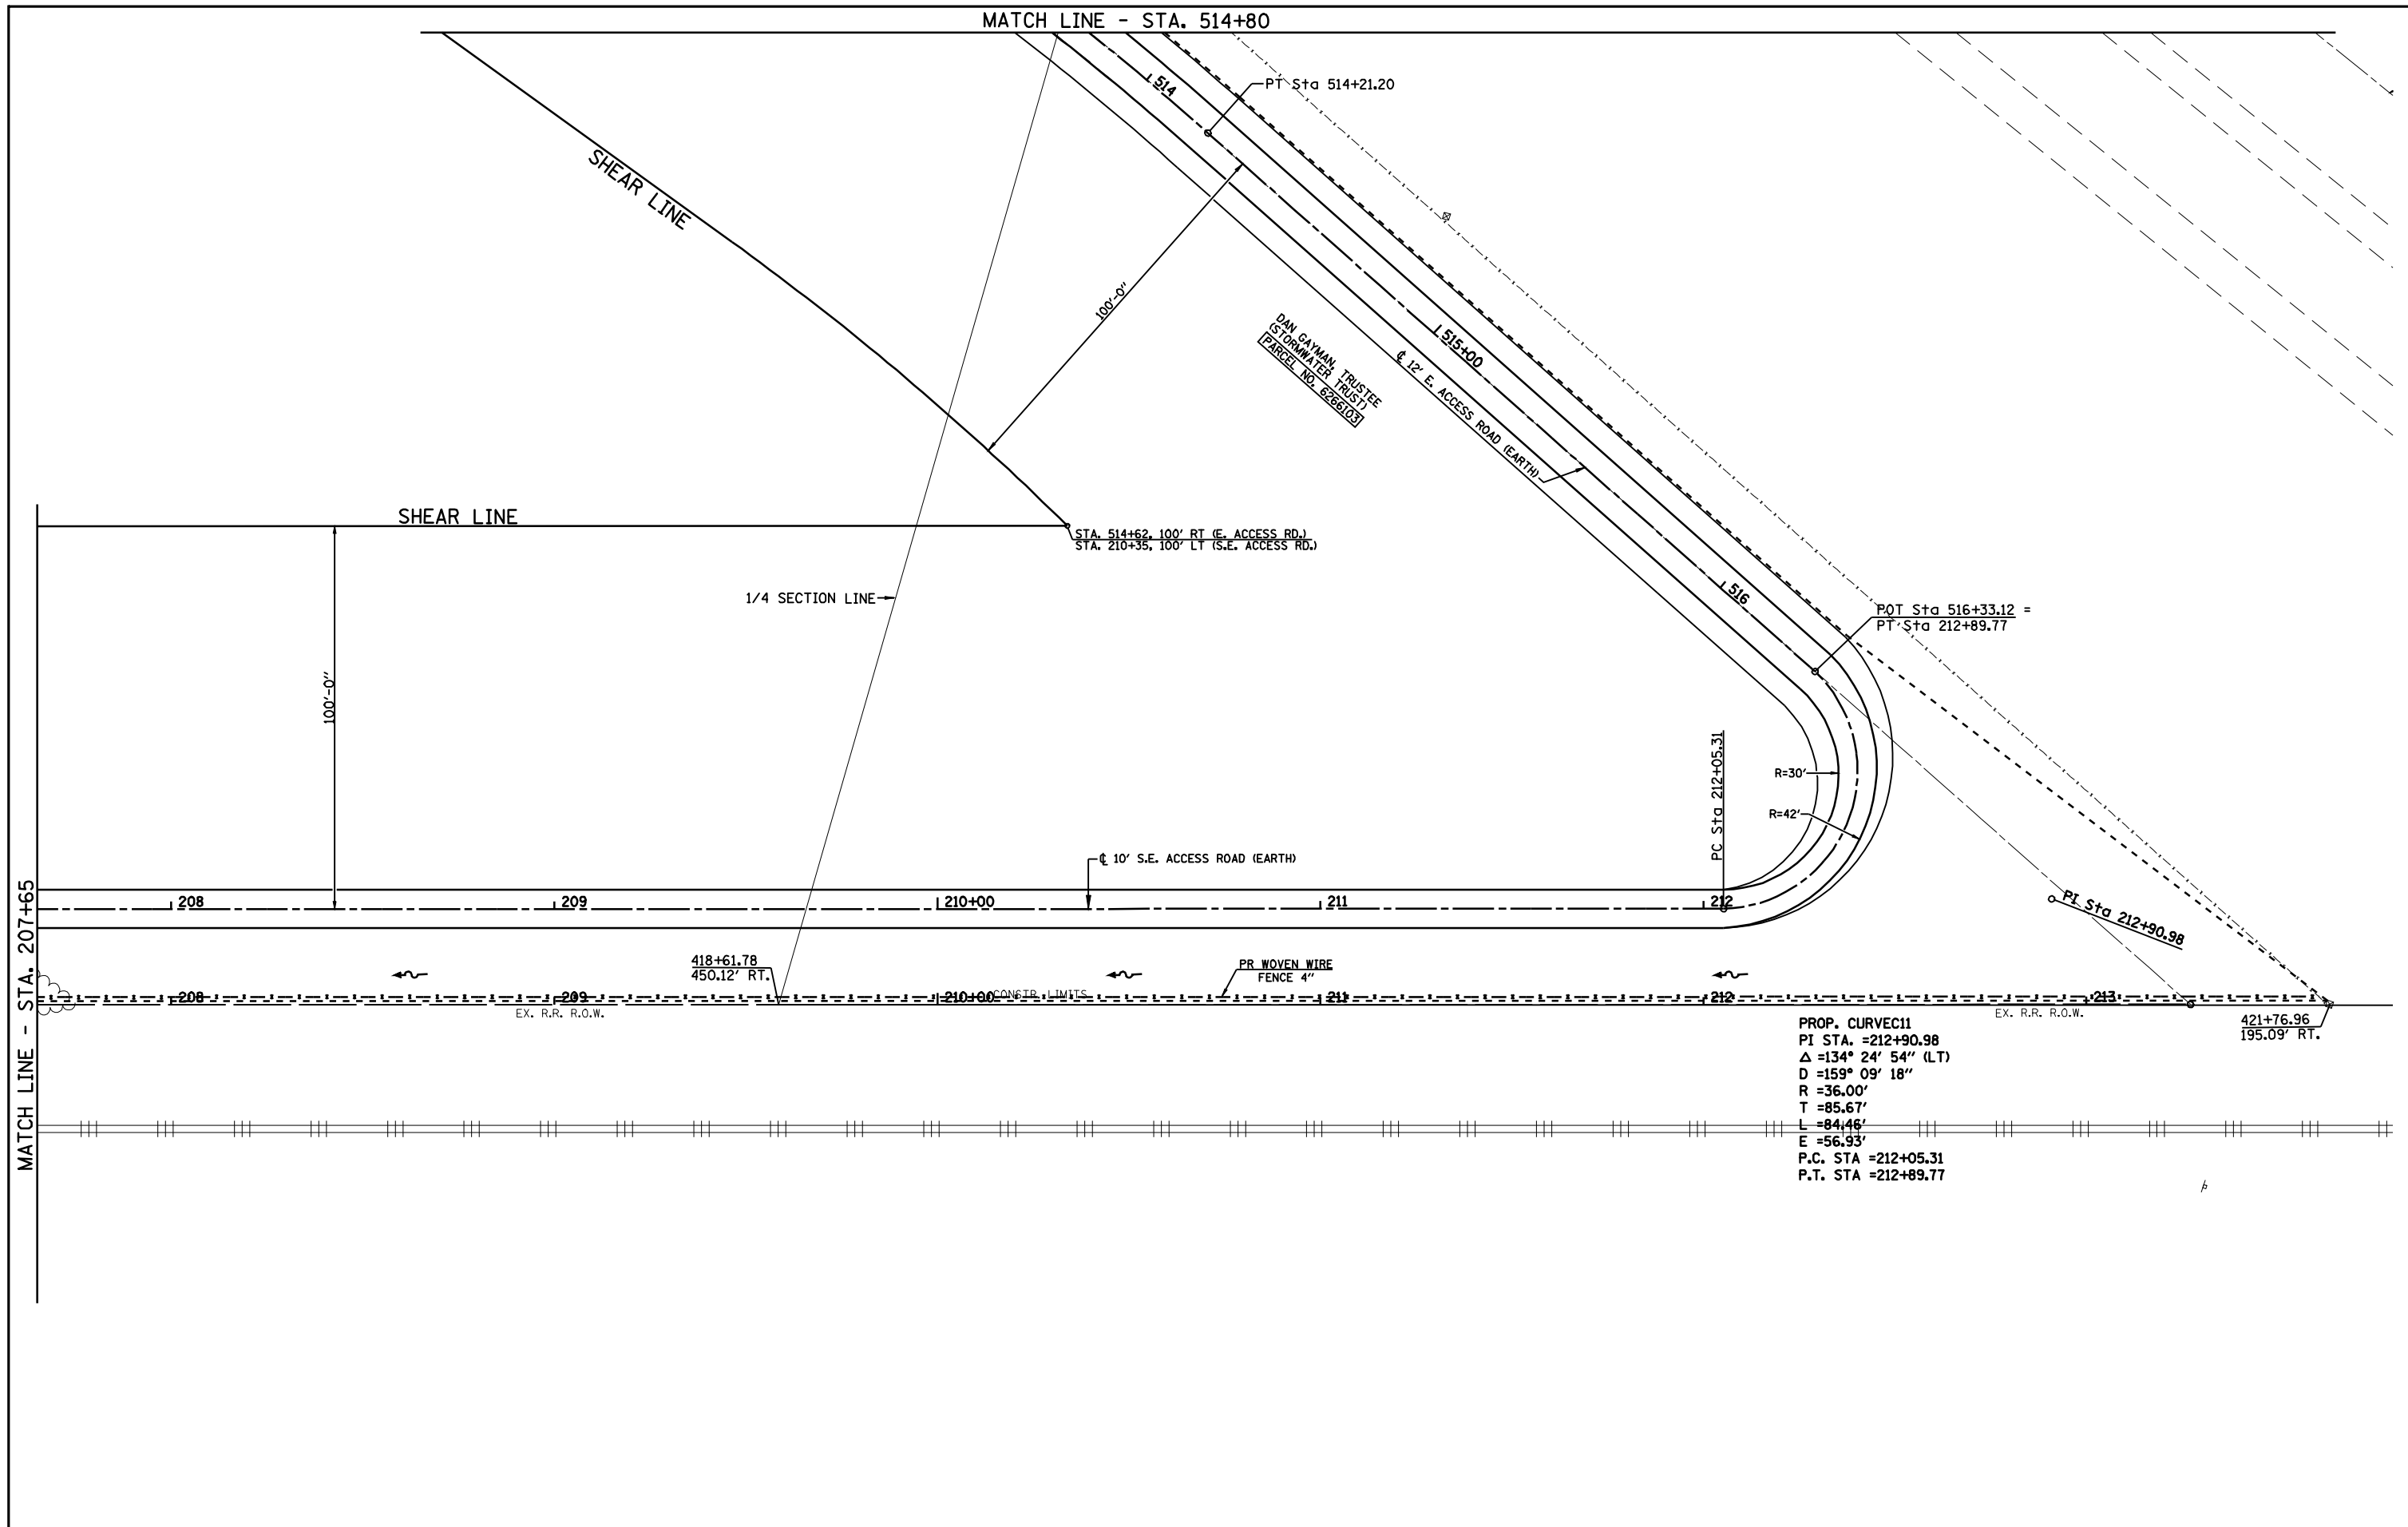 MATCH LINE - STA. 514+80
514
PT Sta 514+21.20
SHEAR LINE
100'-0"
DAN GAYMAN, TRUSTEE
(STORMWATER TRUST)
PARCEL NO. 6266103
515+00
℄ 12' E. ACCESS ROAD (EARTH)
SHEAR LINE
STA. 514+62, 100' RT (E. ACCESS RD.)
STA. 210+35, 100' LT (S.E. ACCESS RD.)
1/4 SECTION LINE
516
POT Sta 516+33.12 =
PT Sta 212+89.77
100'-0"
PC Sta 212+05.31
R=30'
R=42'
℄ 10' S.E. ACCESS ROAD (EARTH)
MATCH LINE - STA. 207+65
208
209
210+00
211
212
PI Sta 212+90.98
418+61.78
450.12' RT.
PR WOVEN WIRE
FENCE 4"
208
209
210+00
CONSTR. LIMITS
211
212
213
EX. R.R. R.O.W.
EX. R.R. R.O.W.
421+76.96
195.09' RT.
PROP. CURVEC11
PI STA. =212+90.98
Δ =134° 24' 54" (LT)
D =159° 09' 18"
R =36.00'
T =85.67'
L =84.46'
E =56.93'
P.C. STA =212+05.31
P.T. STA =212+89.77